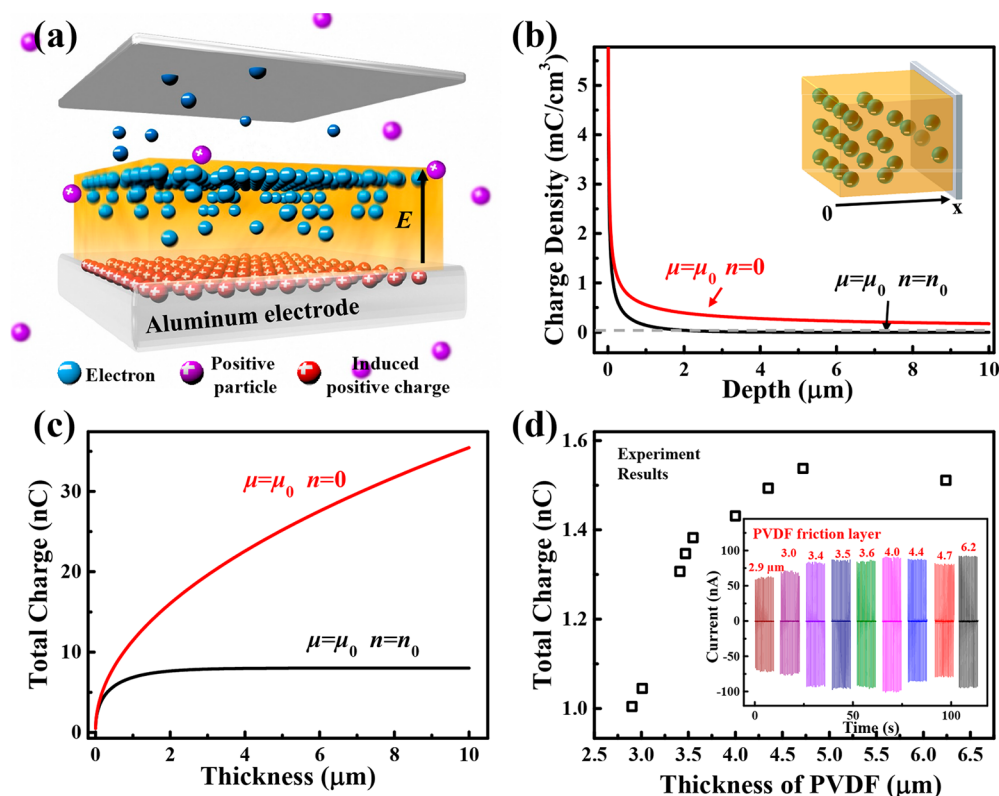 (a)
E
Aluminum electrode
Electron
Positive
particle
Induced
positive charge
(b)
Charge Density (mC/cm³)
5
4
3
2
1
0
μ=μ₀ n=0
μ=μ₀ n=n₀
0
x
0 2 4 6 8 10
Depth (μm)
(c)
Total Charge (nC)
30
20
10
0
μ=μ₀ n=0
μ=μ₀ n=n₀
0 2 4 6 8 10
Thickness (μm)
(d)
Total Charge (nC)
1.6
1.4
1.2
1.0
Experiment
Results
PVDF friction layer
2.9 μm 3.0 3.4 3.5 3.6 4.0 4.4 4.7 6.2
Current (nA)
100
50
0
-50
-100
0 50 100
Time (s)
2.5 3.0 3.5 4.0 4.5 5.0 5.5 6.0 6.5
Thickness of PVDF (μm)